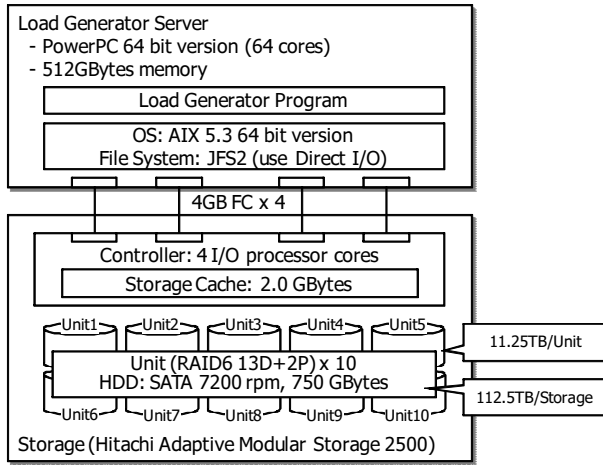 Load Generator Server
- PowerPC 64 bit version (64 cores)
- 512GBytes memory
Load Generator Program
OS: AIX 5.3 64 bit version
File System: JFS2 (use Direct I/O)
4GB FC x 4
Controller: 4 I/O processor cores
Storage Cache: 2.0 GBytes
Unit1 Unit2 Unit3 Unit4 Unit5
11.25TB/Unit
Unit (RAID6 13D+2P) x 10
HDD: SATA 7200 rpm, 750 GBytes
112.5TB/Storage
Unit6 Unit7 Unit8 Unit9 Unit10
Storage (Hitachi Adaptive Modular Storage 2500)